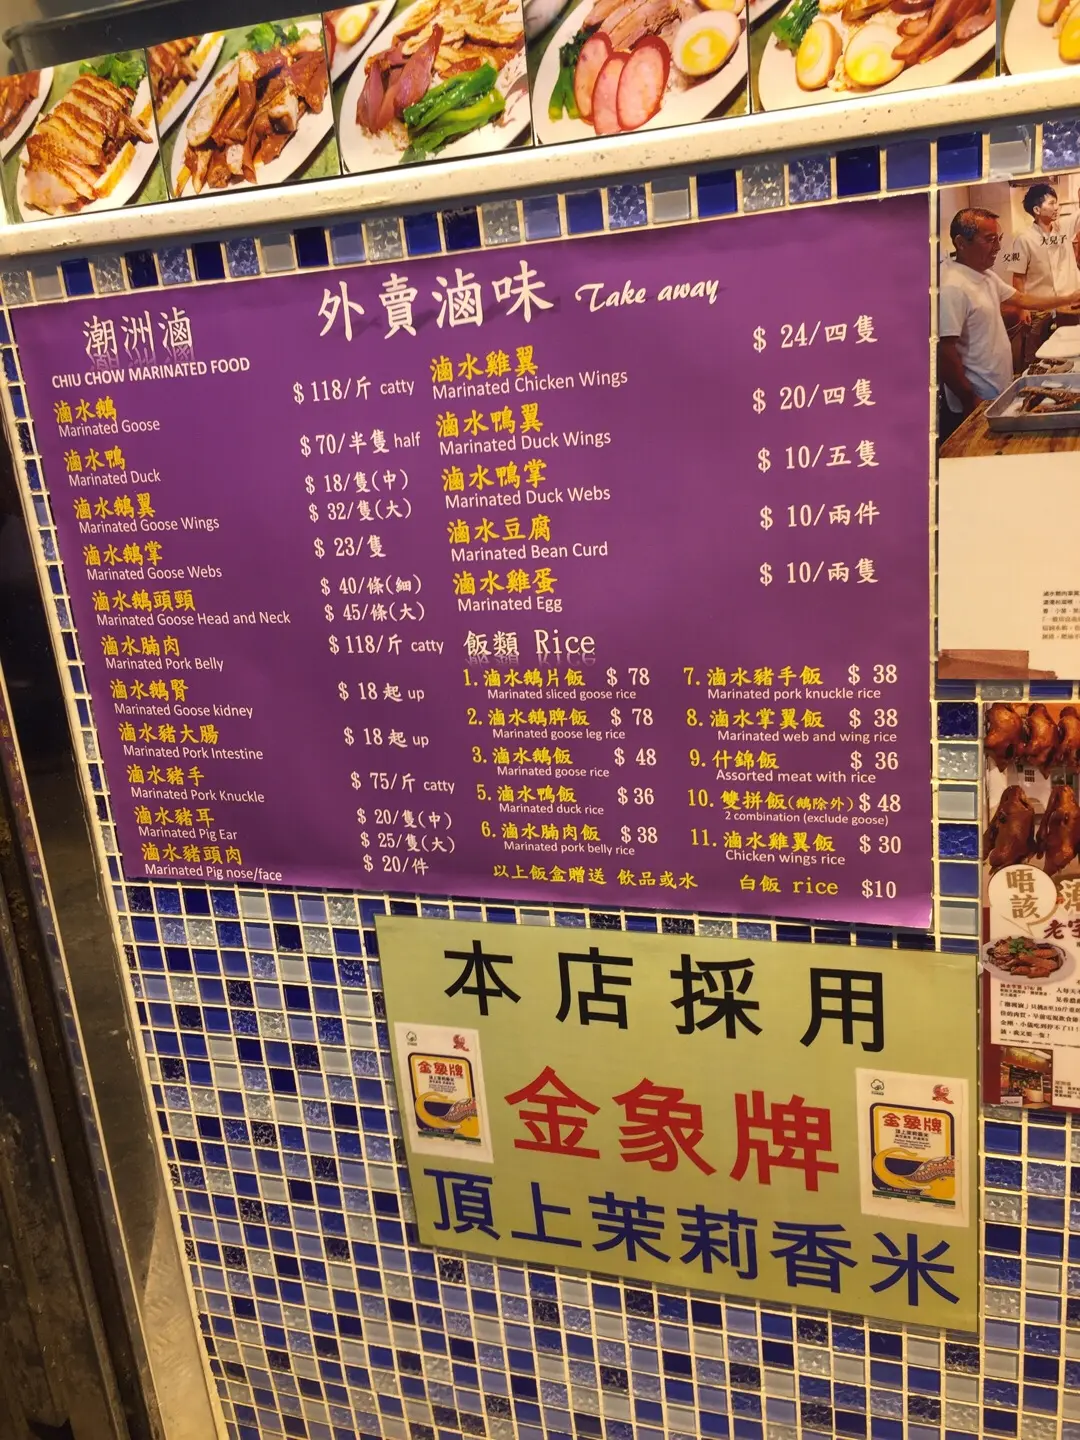 外賣滷味 Take away
潮洲滷
CHIU CHOW MARINATED FOOD
滷水鵝
Marinated Goose
$ 118/斤 catty
滷水鴨
Marinated Duck
$ 70/半隻 half
滷水鵝翼
Marinated Goose Wings
$ 18/隻(中)
$ 32/隻(大)
滷水鵝掌
Marinated Goose Webs
$ 23/隻
滷水鵝頭頸
Marinated Goose Head and Neck
$ 40/條(細)
$ 45/條(大)
滷水腩肉
Marinated Pork Belly
$ 118/斤 catty
滷水鵝腎
Marinated Goose kidney
$ 18 起 up
滷水豬大腸
Marinated Pork Intestine
$ 18 起 up
滷水豬手
Marinated Pork Knuckle
$ 75/斤 catty
滷水豬耳
Marinated Pig Ear
$ 20/隻(中)
$ 25/隻(大)
滷水豬頭肉
Marinated Pig nose/face
$ 20/件
滷水雞翼
Marinated Chicken Wings
$ 24/四隻
滷水鴨翼
Marinated Duck Wings
$ 20/四隻
滷水鴨掌
Marinated Duck Webs
$ 10/五隻
滷水豆腐
Marinated Bean Curd
$ 10/兩件
滷水雞蛋
Marinated Egg
$ 10/兩隻
飯類 Rice
1. 滷水鵝片飯 $ 78
Marinated sliced goose rice
2. 滷水鵝脾飯 $ 78
Marinated goose leg rice
3. 滷水鵝飯 $ 48
Marinated goose rice
5. 滷水鴨飯 $ 36
Marinated duck rice
6. 滷水腩肉飯 $ 38
Marinated pork belly rice
7. 滷水豬手飯 $ 38
Marinated pork knuckle rice
8. 滷水掌翼飯 $ 38
Marinated web and wing rice
9. 什錦飯 $ 36
Assorted meat with rice
10. 雙拼飯(鵝除外) $ 48
2 combination (exclude goose)
11. 滷水雞翼飯 $ 30
Chicken wings rice
以上飯盒贈送 飲品或水
白飯 rice $10
本店採用
金象牌
頂上茉莉香米
金象牌
金象牌
父親
大兒子
唔該